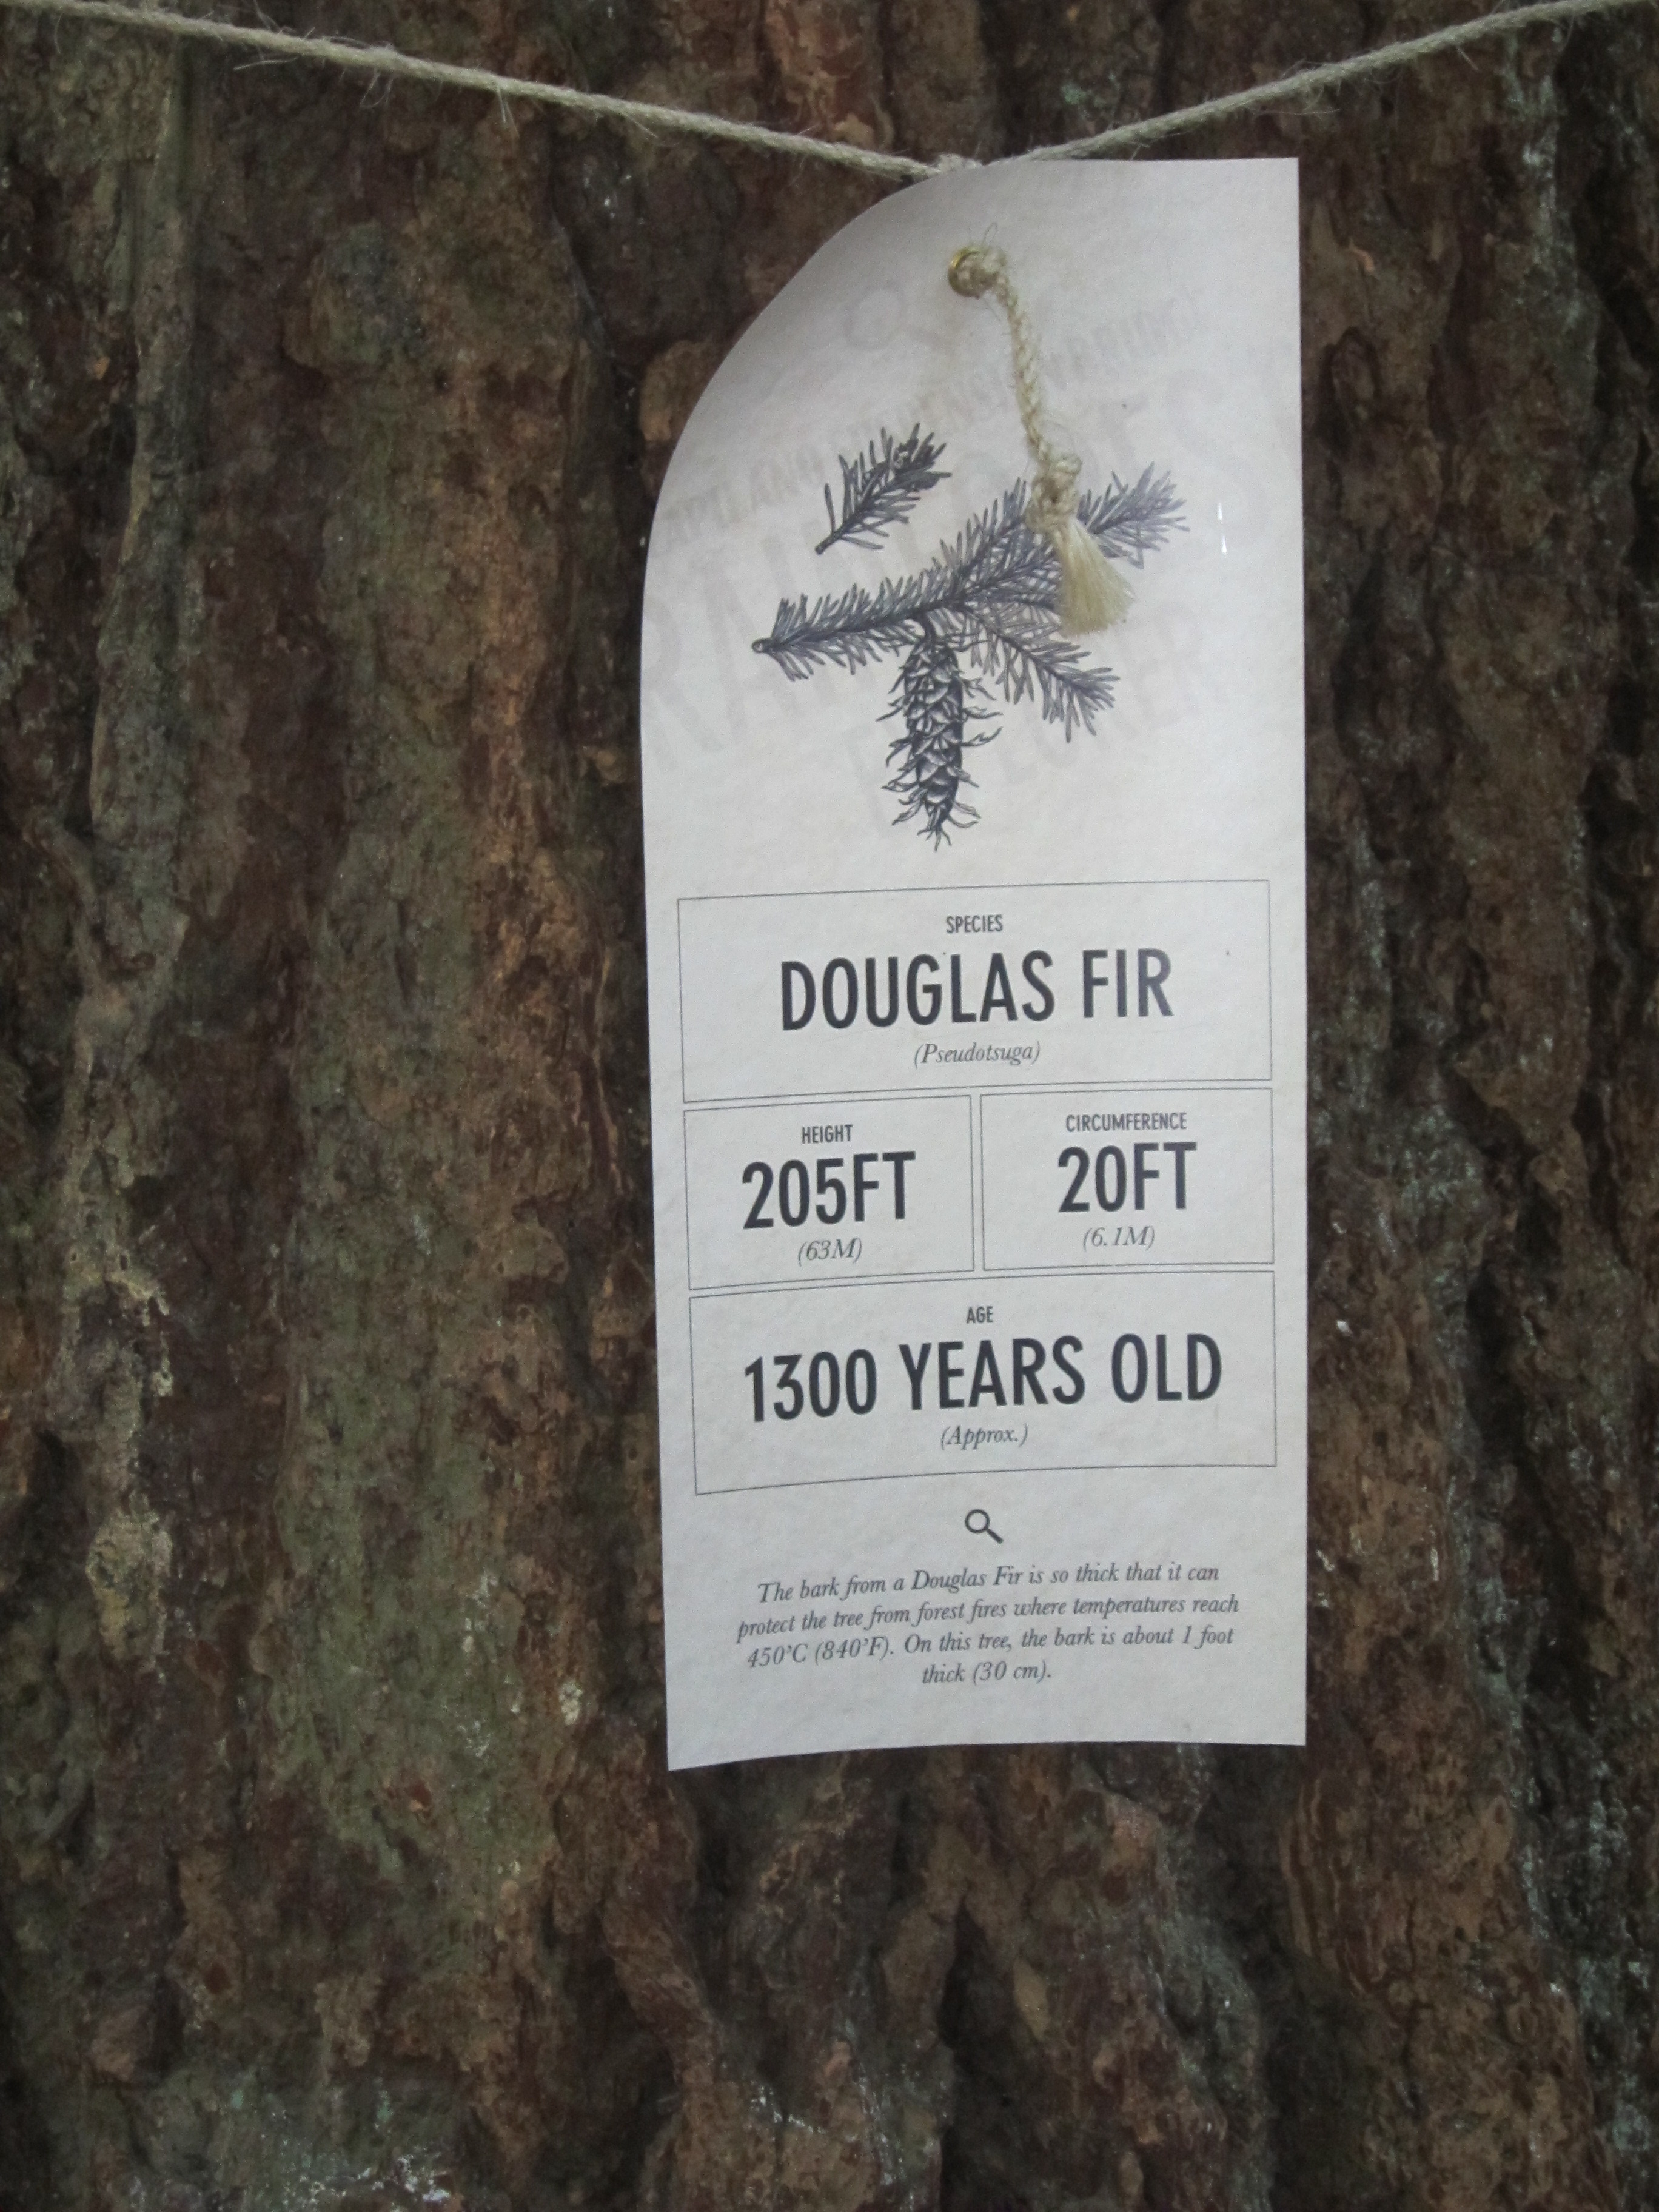 SPECIES
DOUGLAS FIR
(Pseudotsuga)
HEIGHT
205FT
(63M)
CIRCUMFERENCE
20FT
(6.1M)
AGE
1300 YEARS OLD
(Approx.)
The bark from a Douglas Fir is so thick that it can
protect the tree from forest fires where temperatures reach
450°C (840°F). On this tree, the bark is about 1 foot
thick (30 cm).